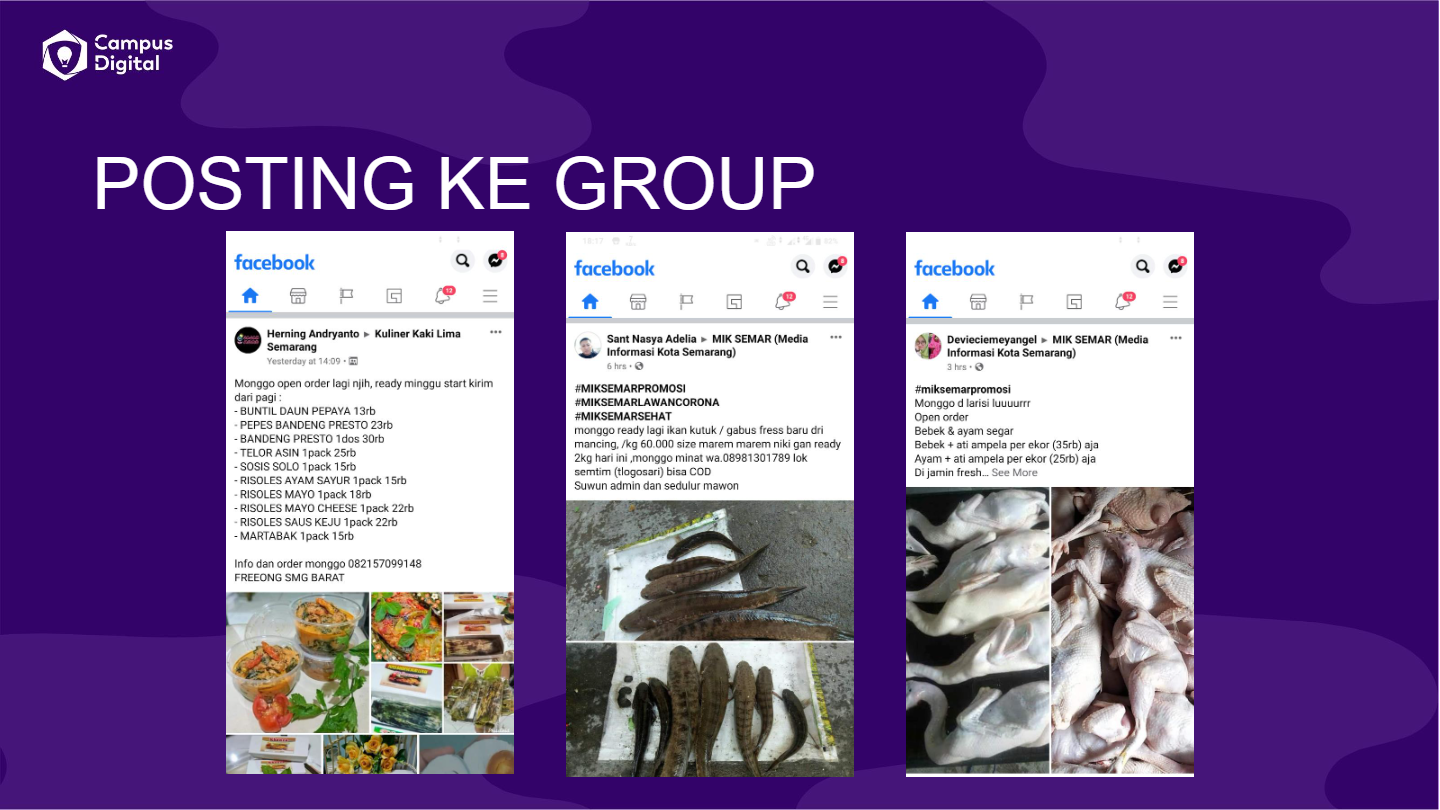 Campus
Digital
POSTING KE GROUP
facebook
8
12
Herning Andryanto ► Kuliner Kaki Lima
Semarang
Yesterday at 14:09 •
Monggo open order lagi njih, ready minggu start kirim
dari pagi :
- BUNTIL DAUN PEPAYA 13rb
- PEPES BANDENG PRESTO 23rb
- BANDENG PRESTO 1dos 30rb
- TELOR ASIN 1pack 25rb
- SOSIS SOLO 1pack 15rb
- RISOLES AYAM SAYUR 1pack 15rb
- RISOLES MAYO 1pack 18rb
- RISOLES MAYO CHEESE 1pack 22rb
- RISOLES SAUS KEJU 1pack 22rb
- MARTABAK 1pack 15rb
Info dan order monggo 082157099148
FREEONG SMG BARAT
18:17
facebook
8
12
Sant Nasya Adelia ► MIK SEMAR (Media
Informasi Kota Semarang)
6 hrs •
#MIKSEMARPROMOSI
#MIKSEMARLAWANCORONA
#MIKSEMARSEHAT
monggo ready lagi ikan kutuk / gabus fress baru dri
mancing, /kg 60.000 size marem marem niki gan ready
2kg hari ini ,monggo minat wa.08981301789 lok
semtim (tlogosari) bisa COD
Suwun admin dan sedulur mawon
facebook
8
12
Devieciemeyangel ► MIK SEMAR (Media
Informasi Kota Semarang)
3 hrs •
#miksemarpromosi
Monggo d larisi luuuurrr
Open order
Bebek & ayam segar
Bebek + ati ampela per ekor (35rb) aja
Ayam + ati ampela per ekor (25rb) aja
Di jamin fresh... See More